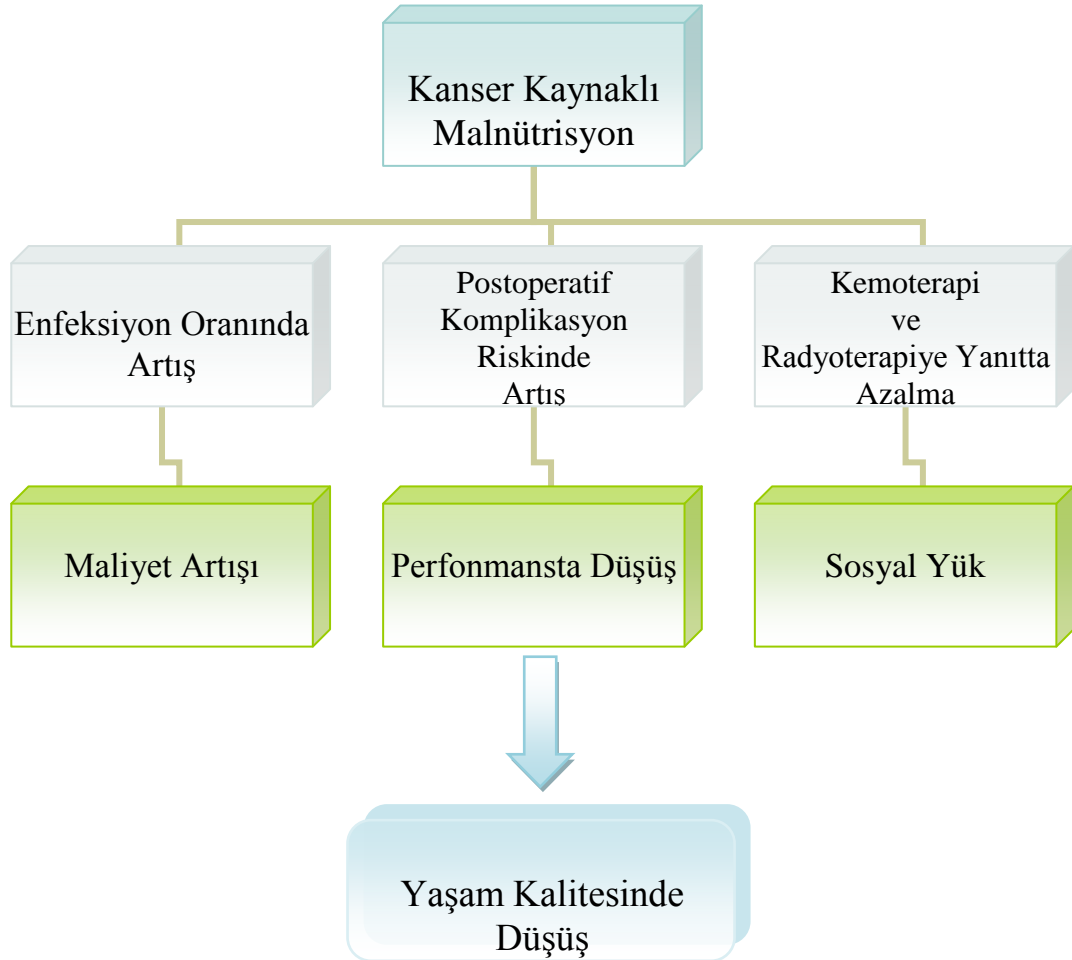 Kanser Kaynaklı
Malnütrisyon
Enfeksiyon Oranında
Artış
Postoperatif
Komplikasyon
Riskinde
Artış
Kemoterapi
ve
Radyoterapiye Yanıtta
Azalma
Maliyet Artışı
Perfonmansta Düşüş
Sosyal Yük
Yaşam Kalitesinde
Düşüş